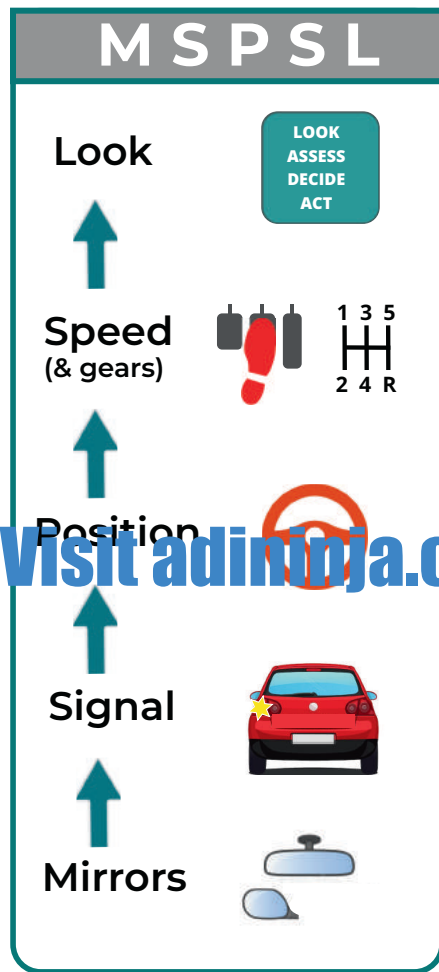 MSPSL
Look
LOOK
ASSESS
DECIDE
ACT
Speed
(& gears)
1 3 5
2 4 R
Position
Visit adininja.c
Signal
Mirrors